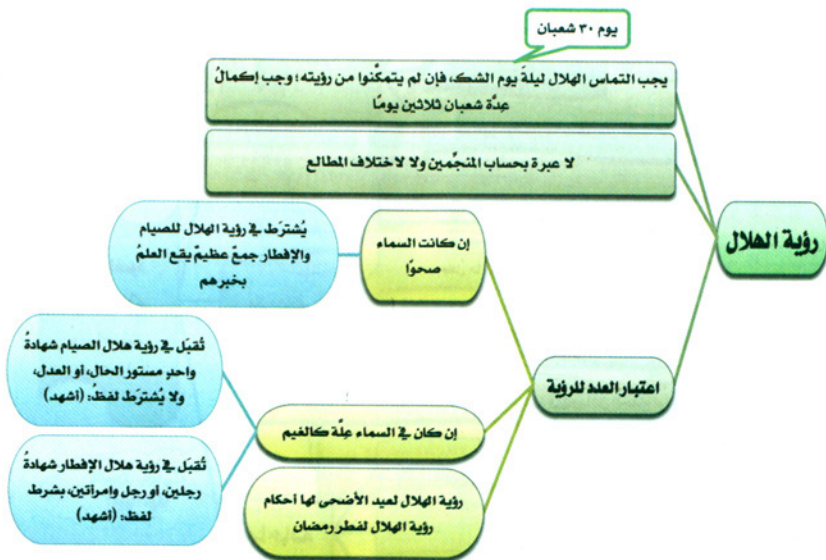 يوم ٣٠ شعبان
يجب التماس الهلال ليلةَ يوم الشك، فإن لم يتمكَّنوا من رؤيته؛ وجب إكمالُ
عِدَّة شعبان ثلاثين يومًا
لا عبرة بحساب المنجِّمين ولا لاختلاف المطالع
رؤية الهلال
إن كانت السماء
صحوًا
يُشترَط في رؤية الهلال للصيام
والإفطار جمعٌ عظيمٌ يقع العلمُ
بخبرهم
اعتبار العدد للرؤية
إن كان في السماء عِلَّة كالغيم
تُقبَل في رؤية هلال الصيام شهادةُ
واحدٍ مستور الحال، أو العدل،
ولا يُشترَط لفظُ: (أشهد)
تُقبَل في رؤية هلال الإفطار شهادةُ
رجلين، أو رجل وامرأتين، بشرط
لفظ: (أشهد)
رؤية الهلال لعيد الأضحى لها أحكام
رؤية الهلال لفطر رمضان